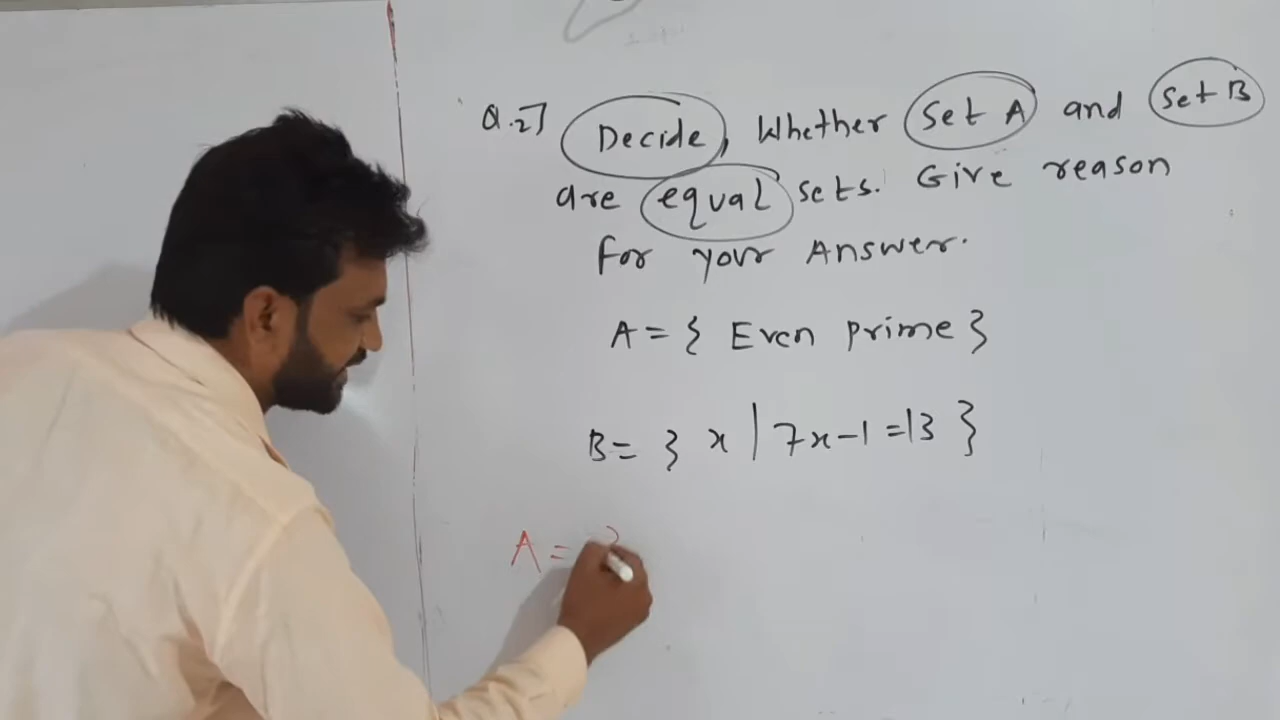 Q.2] Decide, Whether Set A and Set B
are equal sets. Give reason
For your Answer.
A = { Even prime }
B = { x | 7x-1 = 13 }
A =